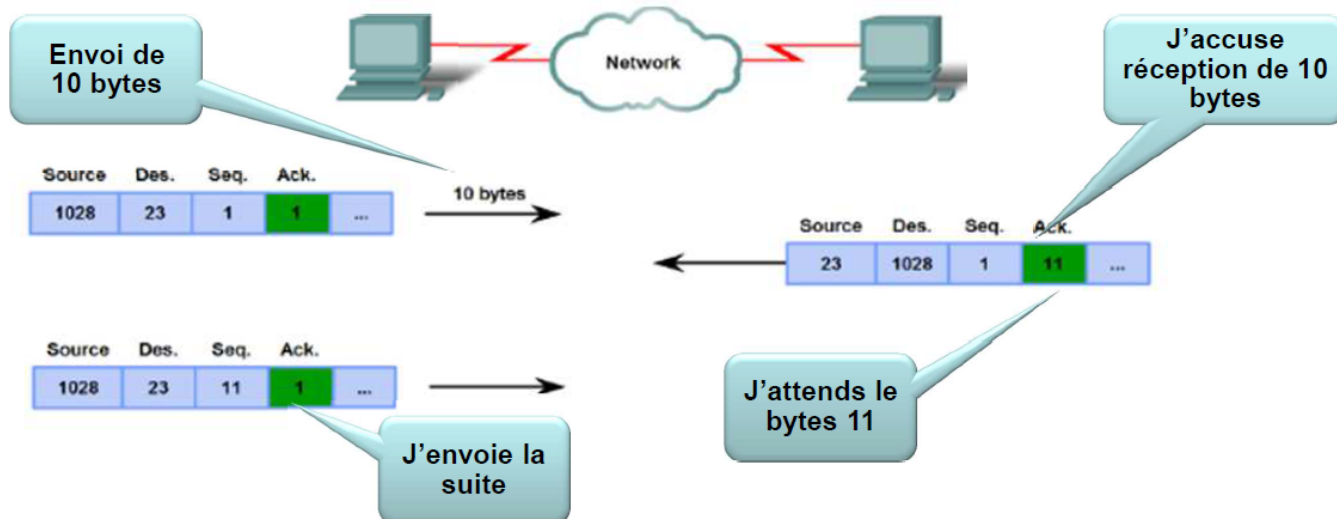 Envoi de
10 bytes
Network
J'accuse
réception de 10
bytes
Source Des. Seq. Ack.
1028 23 1 1 ...
10 bytes
Source Des. Seq. Ack.
23 1028 1 11 ...
Source Des. Seq. Ack.
1028 23 11 1 ...
J'attends le
bytes 11
J'envoie la
suite